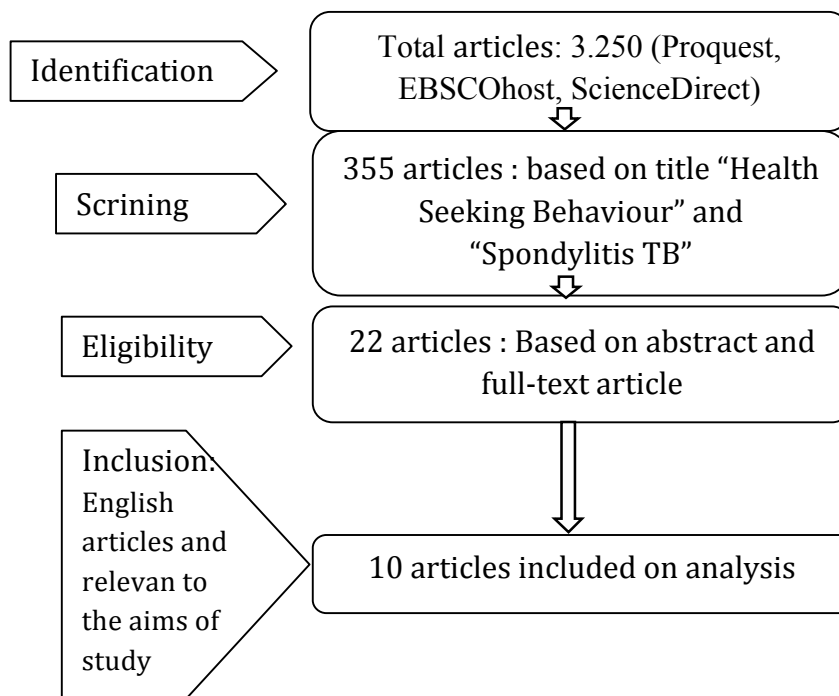 Identification
Total articles: 3.250 (Proquest,
EBSCOhost, ScienceDirect)
Scrining
355 articles : based on title “Health
Seeking Behaviour” and
“Spondylitis TB”
Eligibility
22 articles : Based on abstract and
full-text article
Inclusion:
English
articles and
relevan to
the aims of
study
10 articles included on analysis